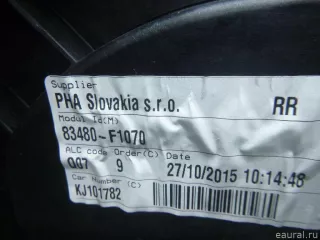 Supplier
PHA Slovakia s.r.o. RR
Modul Id(M)
83480-F1070
ALC code Order(C) Date
007 9 27/10/2015 10:14:48
Car Number (C)
KJ101782
eaural.ru